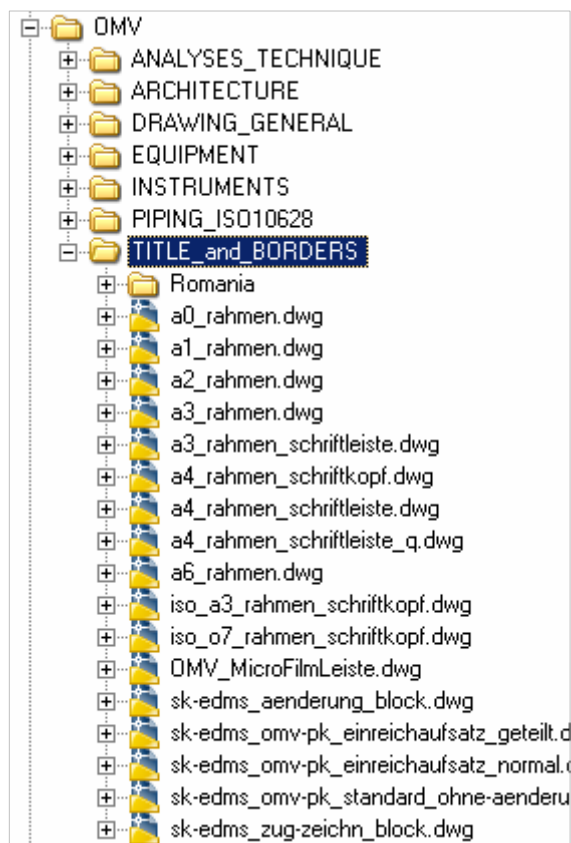 OMV
ANALYSES_TECHNIQUE
ARCHITECTURE
DRAWING_GENERAL
EQUIPMENT
INSTRUMENTS
PIPING_ISO10628
TITLE_and_BORDERS
Romania
a0_rahmen.dwg
a1_rahmen.dwg
a2_rahmen.dwg
a3_rahmen.dwg
a3_rahmen_schriftleiste.dwg
a4_rahmen_schriftkopf.dwg
a4_rahmen_schriftleiste.dwg
a4_rahmen_schriftleiste_q.dwg
a6_rahmen.dwg
iso_a3_rahmen_schriftkopf.dwg
iso_o7_rahmen_schriftkopf.dwg
OMV_MicroFilmLeiste.dwg
sk-edms_aenderung_block.dwg
sk-edms_omv-pk_einreichaufsatz_geteilt.d
sk-edms_omv-pk_einreichaufsatz_normal.
sk-edms_omv-pk_standard_ohne-aenderu
sk-edms_zug-zeichn_block.dwg